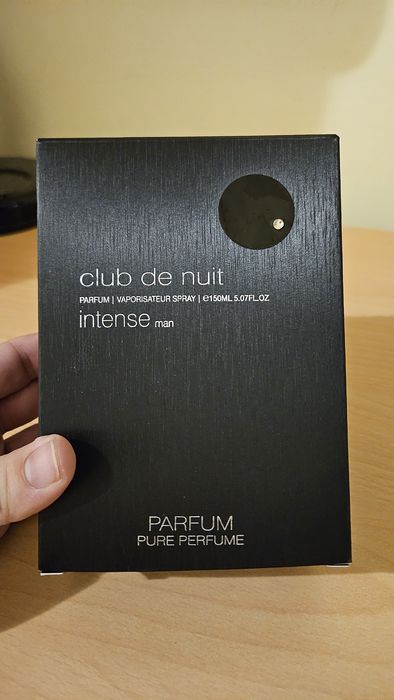 club de nuit
PARFUM | VAPORISATEUR SPRAY | ℮150ML 5.07FL.OZ
intense man
PARFUM
PURE PERFUME